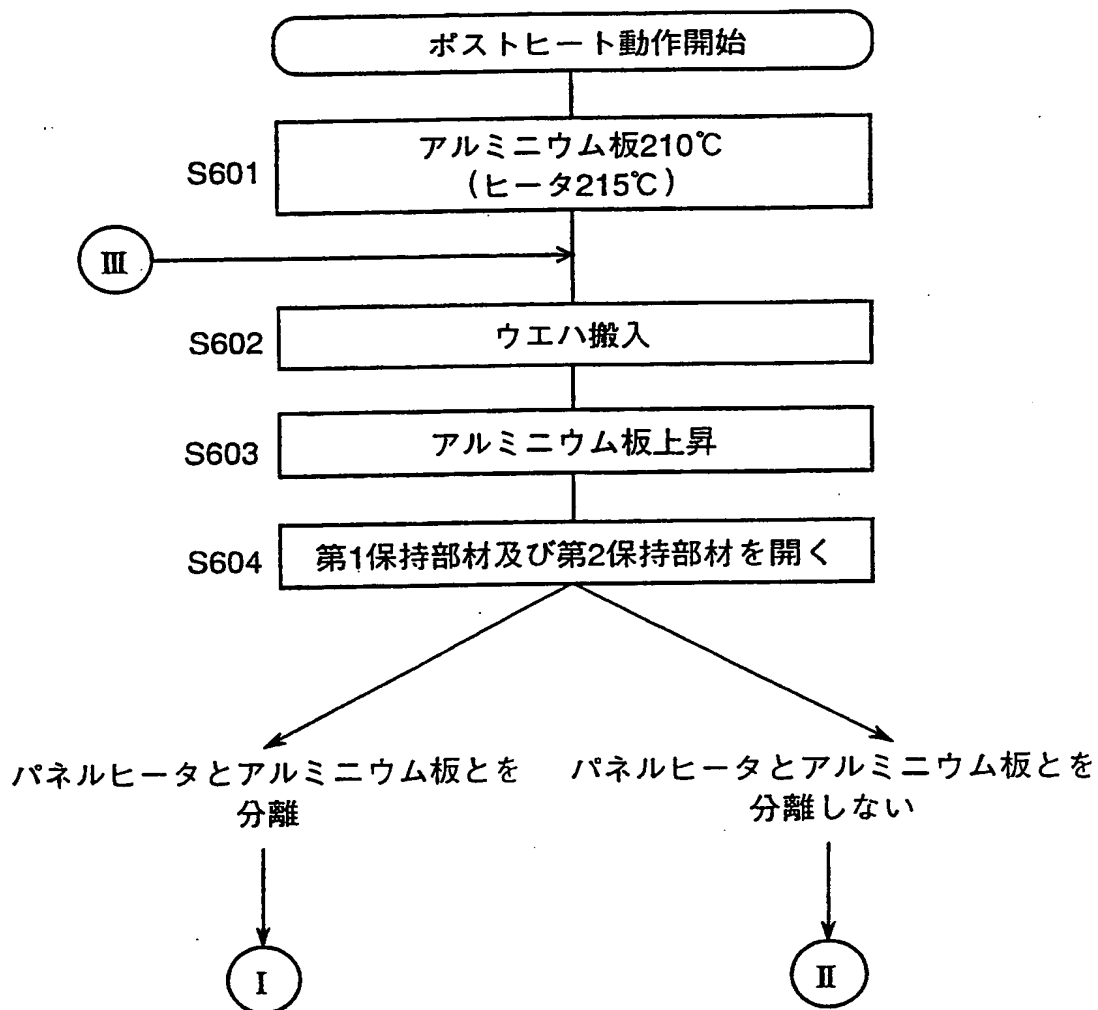 ポストヒート動作開始
S601
アルミニウム板210℃
(ヒータ215℃)
Ⅲ
S602
ウエハ搬入
S603
アルミニウム板上昇
S604
第1保持部材及び第2保持部材を開く
パネルヒータとアルミニウム板とを
分離
パネルヒータとアルミニウム板とを
分離しない
Ⅰ
Ⅱ